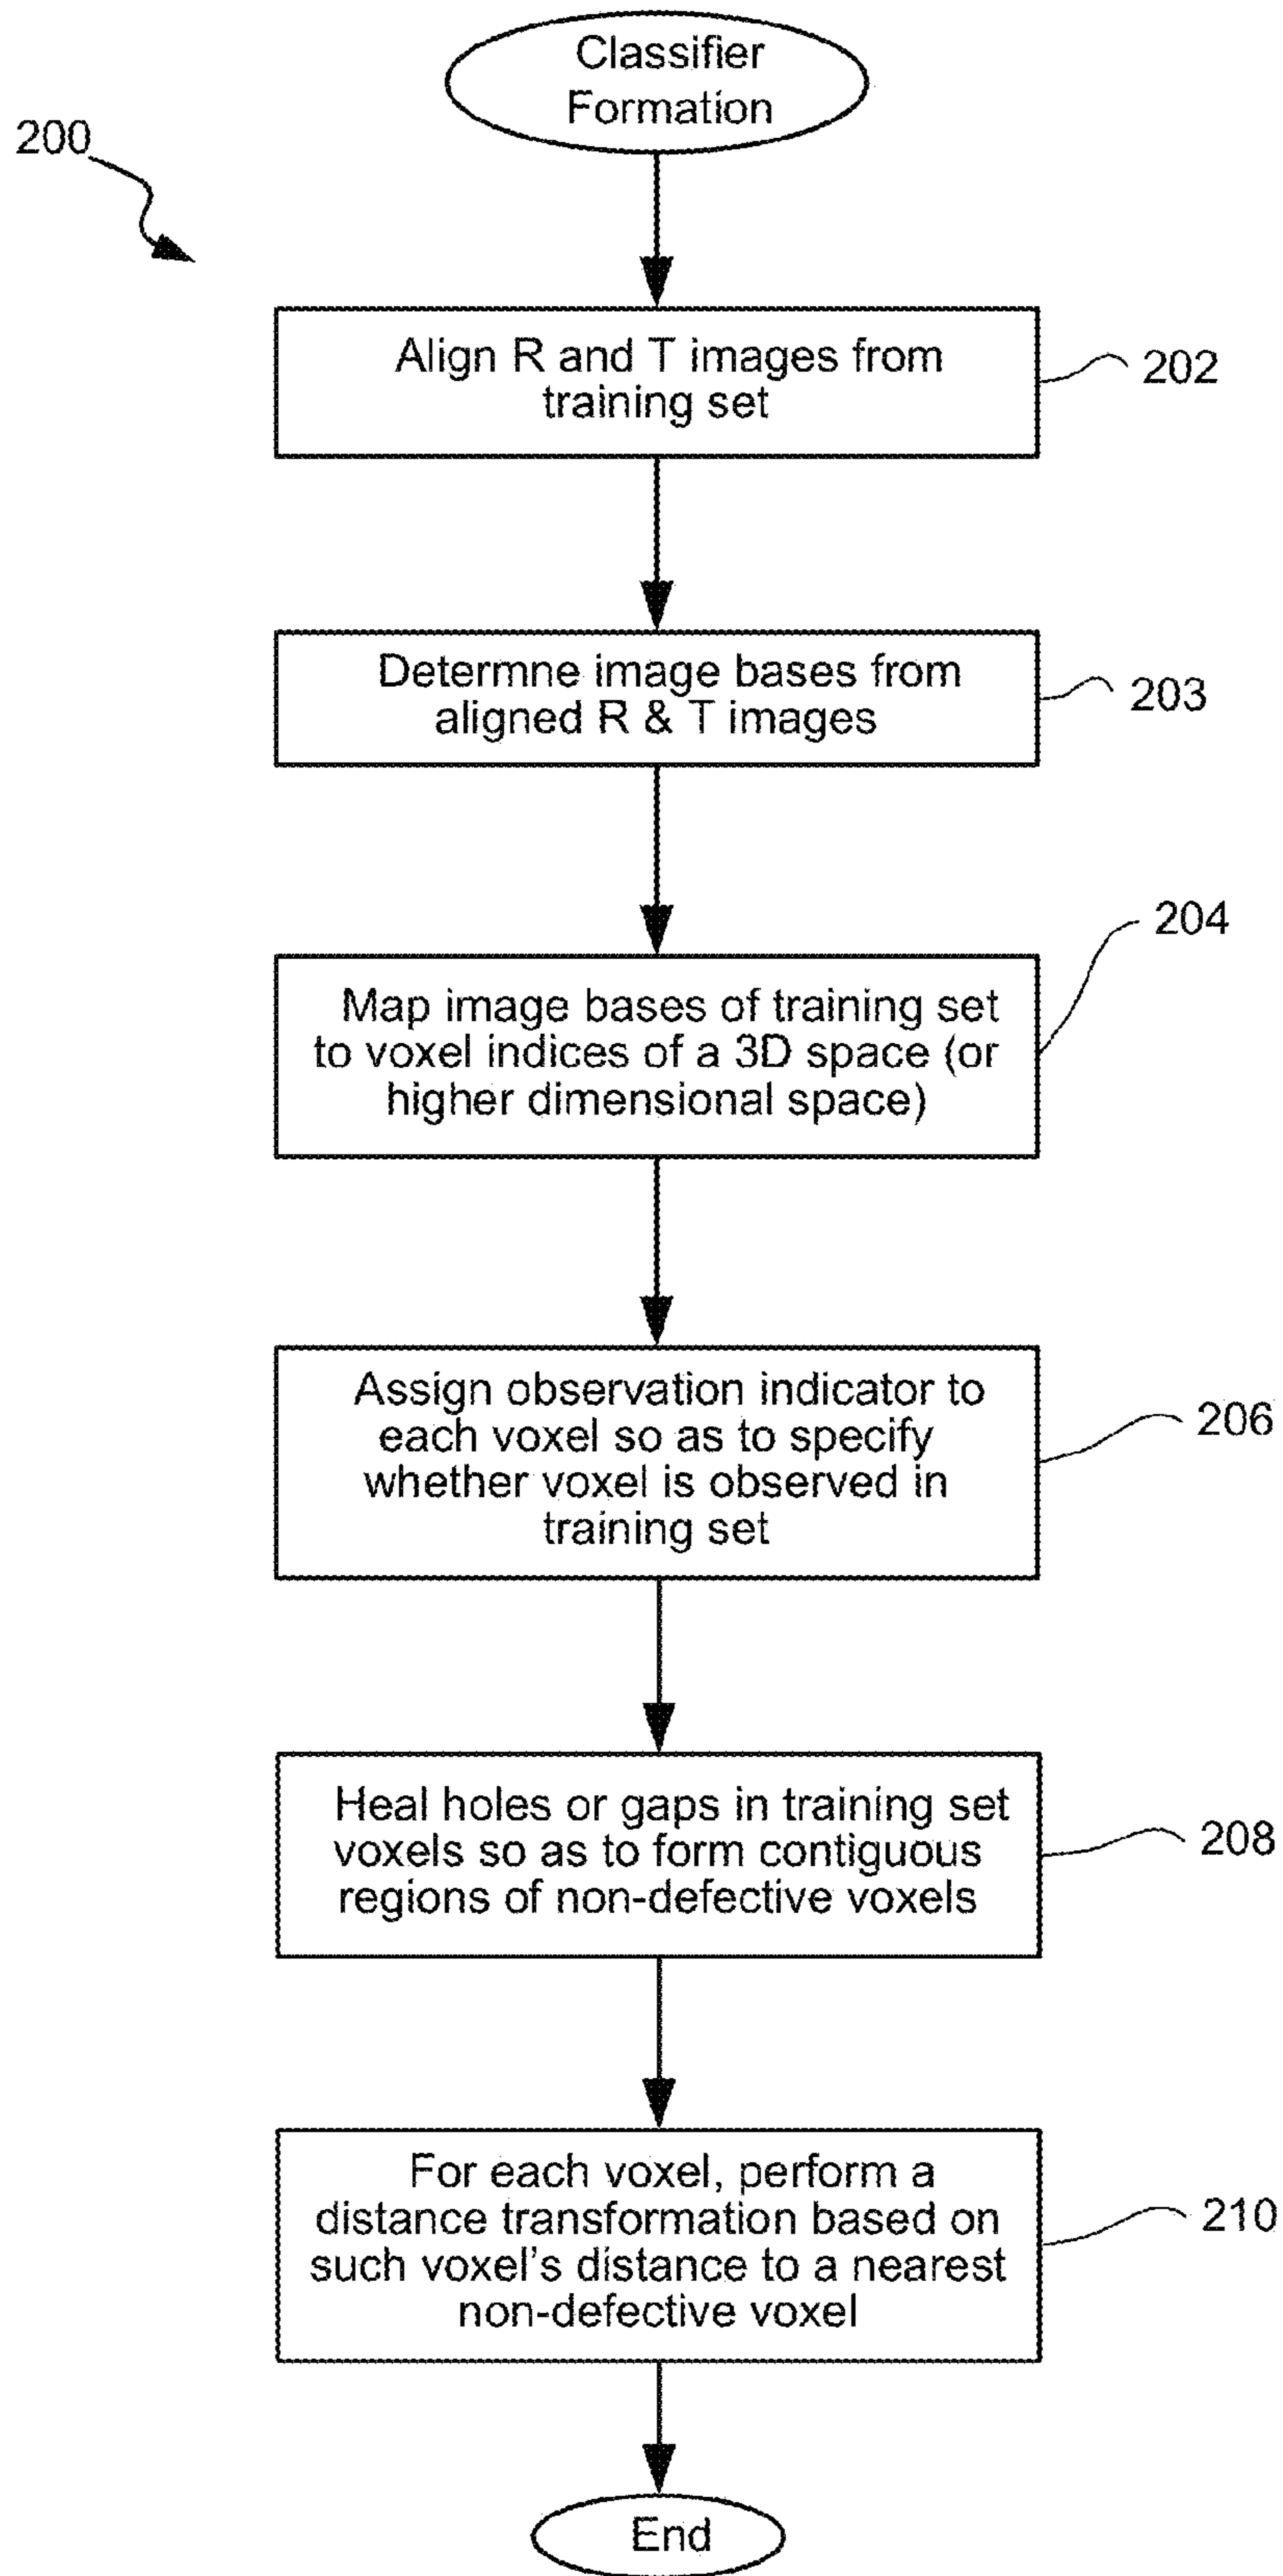 Classifier
Formation
200
Align R and T images from
training set
202
Determne image bases from
aligned R & T images
203
Map image bases of training set
to voxel indices of a 3D space (or
higher dimensional space)
204
Assign observation indicator to
each voxel so as to specify
whether voxel is observed in
training set
206
Heal holes or gaps in training set
voxels so as to form contiguous
regions of non-defective voxels
208
For each voxel, perform a
distance transformation based on
such voxel's distance to a nearest
non-defective voxel
210
End